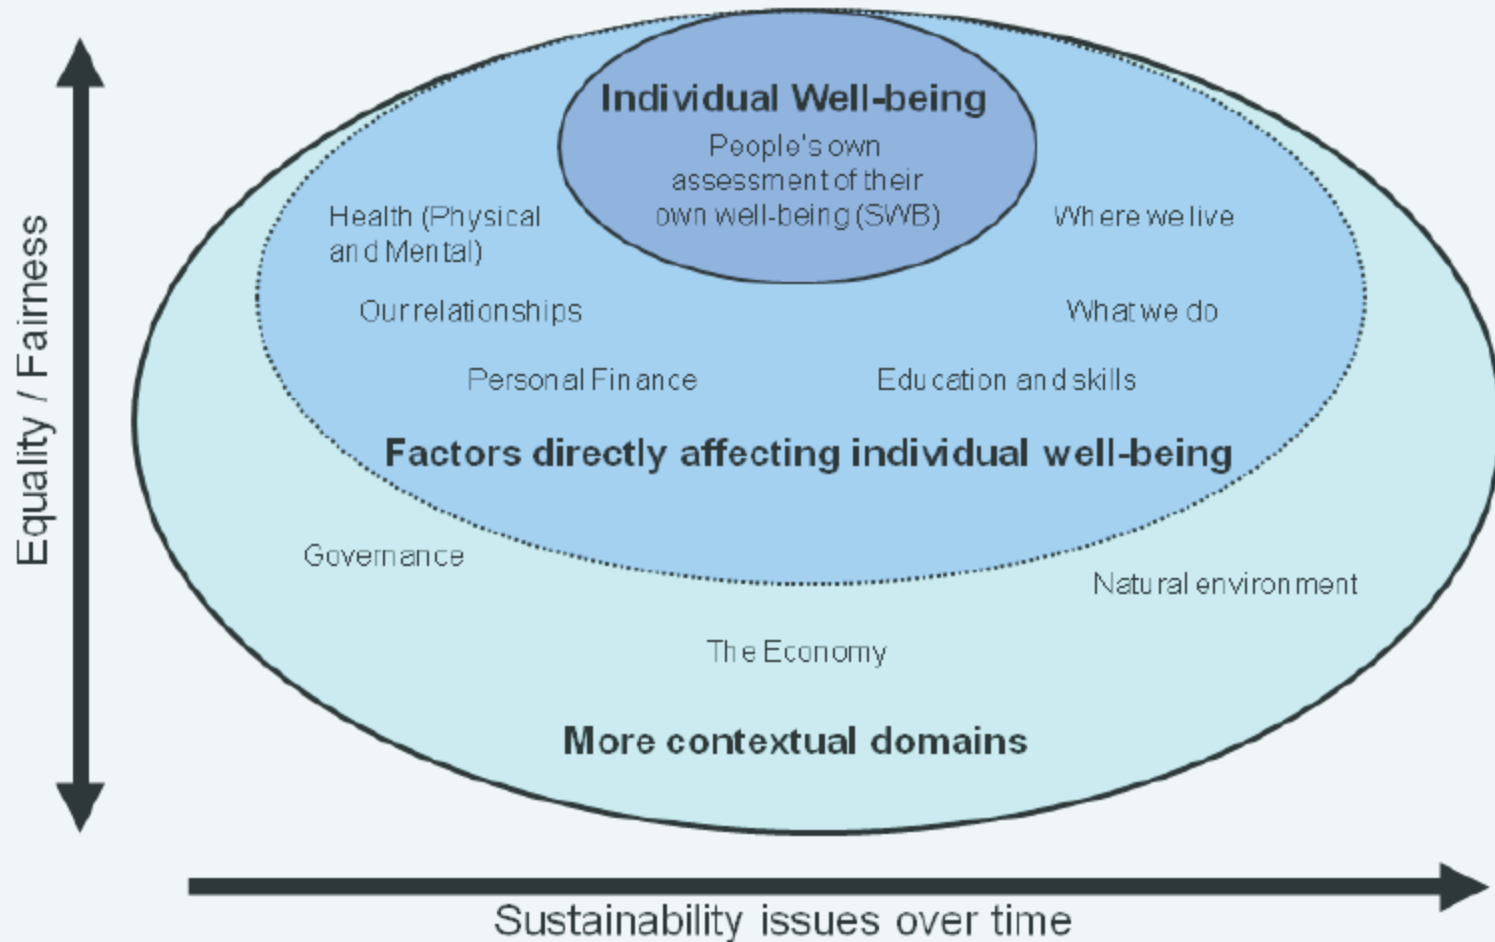 Individual Well-being
People's own
assessment of their
own well-being (SWB)
Health (Physical
and Mental)
Where we live
Our relationships
What we do
Personal Finance
Education and skills
Factors directly affecting individual well-being
Governance
Natural environment
The Economy
More contextual domains
Equality / Fairness
Sustainability issues over time